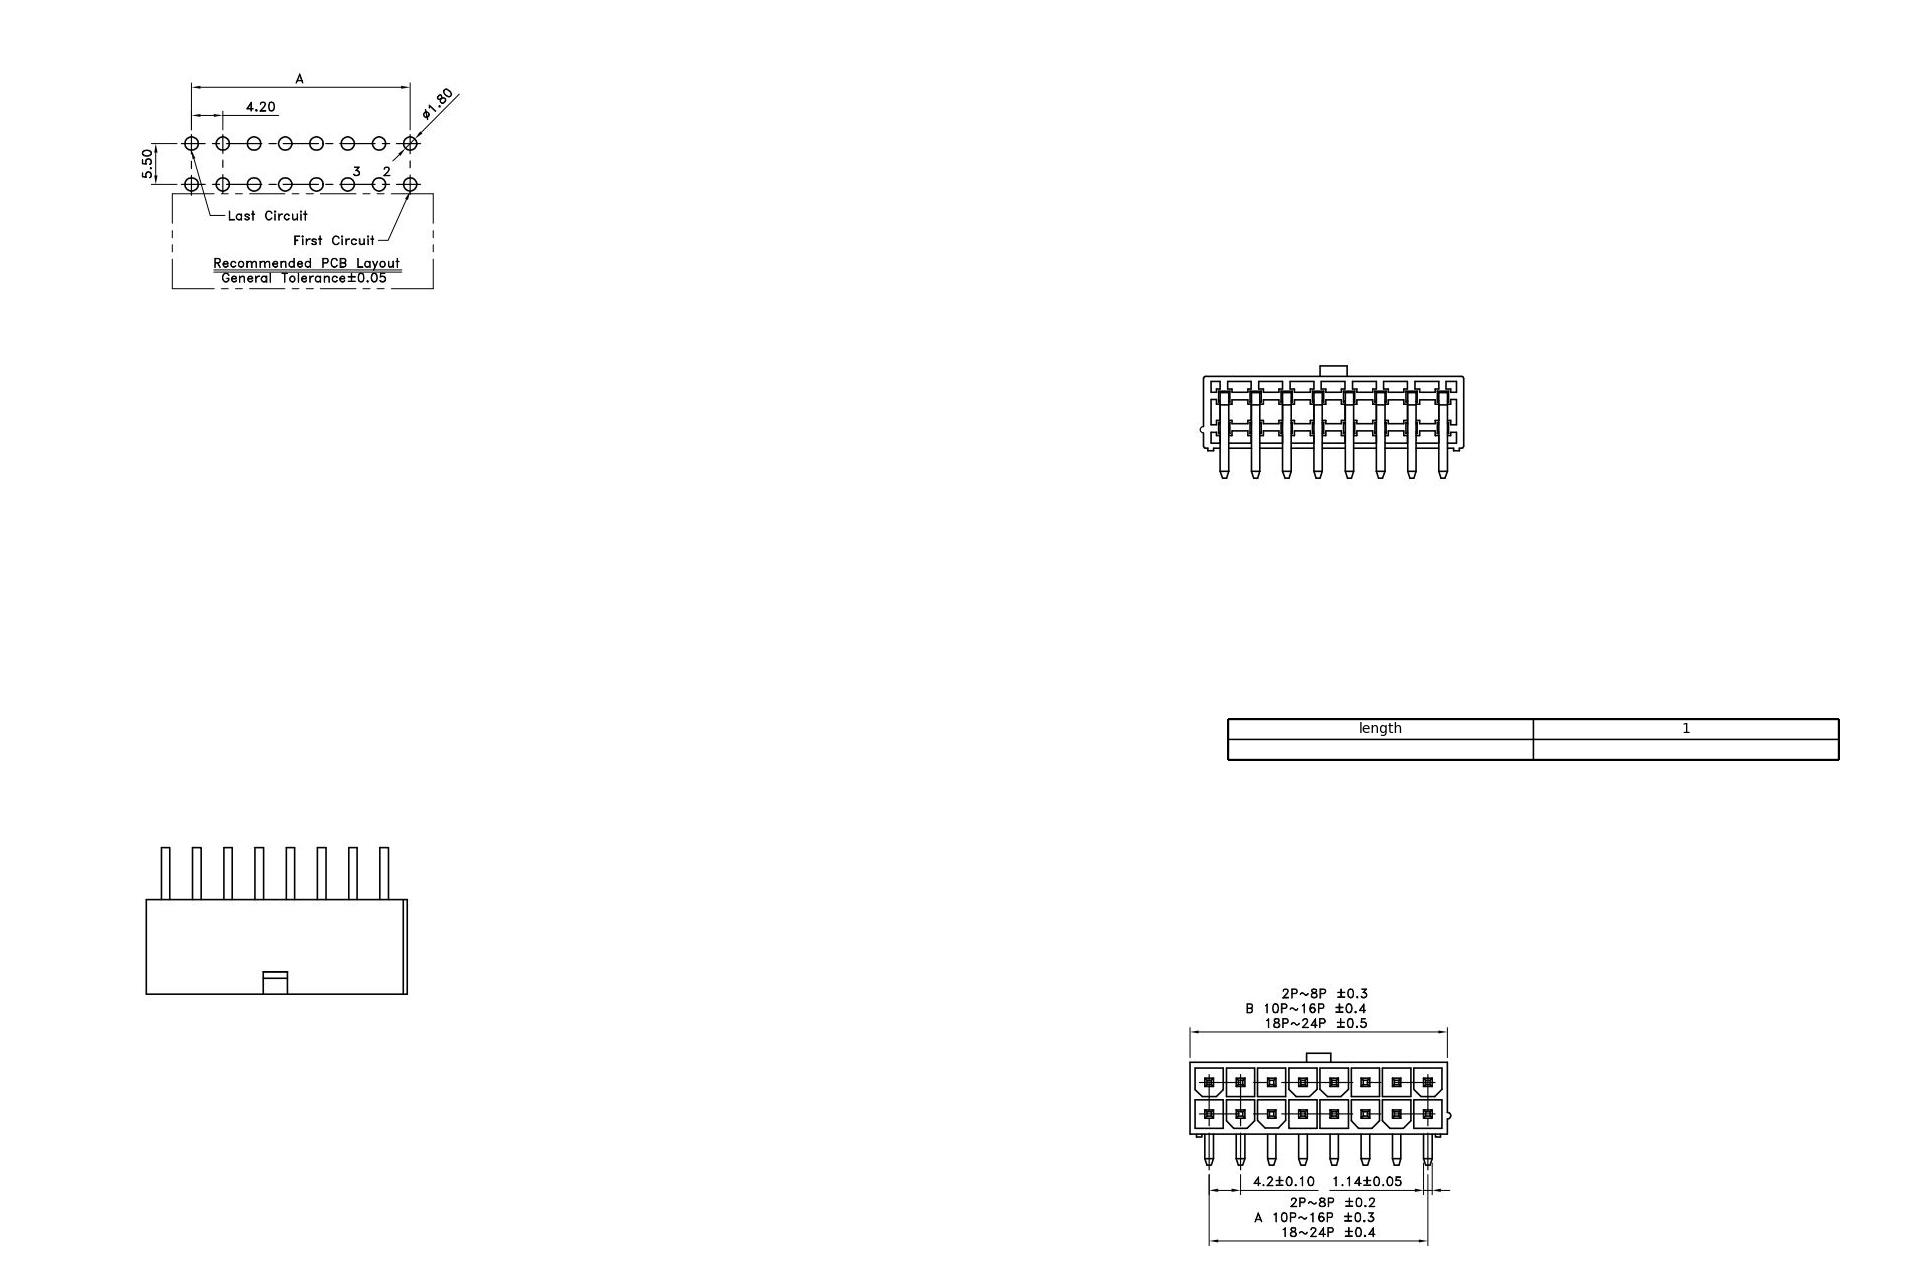 A
4.20
ø1.80
5.50
3 2
Last Circuit
First Circuit
Recommended PCB Layout
General Tolerance±0.05
length 1
2P~8P ±0.3
B 10P~16P ±0.4
18P~24P ±0.5
4.2±0.10 1.14±0.05
2P~8P ±0.2
A 10P~16P ±0.3
18~24P ±0.4